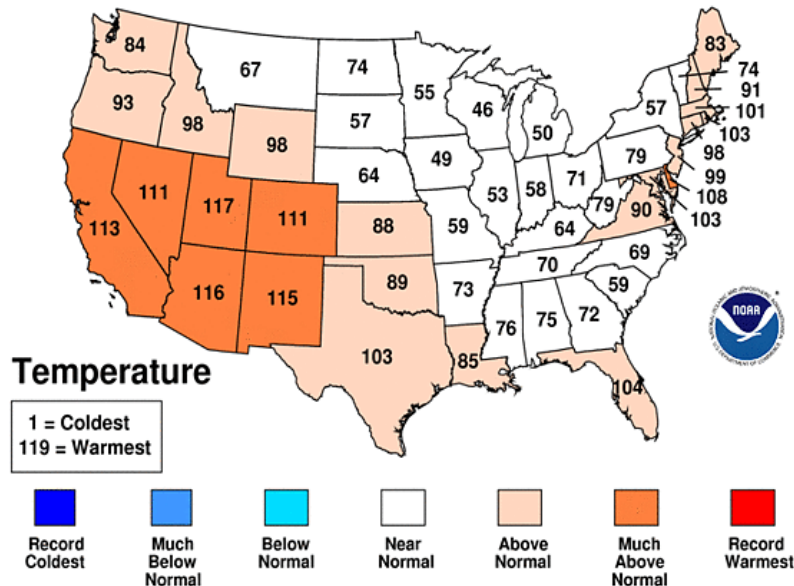 84
67
74
55
83
74
91
101
103
98
99
108
103
93
98
98
57
46
50
57
79
64
49
53
58
71
79
90
113
111
117
111
88
59
64
69
116
115
89
73
70
59
103
85
76
75
72
104
NOAA
Temperature
1 = Coldest
119 = Warmest
Record
Coldest
Much
Below
Normal
Below
Normal
Near
Normal
Above
Normal
Much
Above
Normal
Record
Warmest